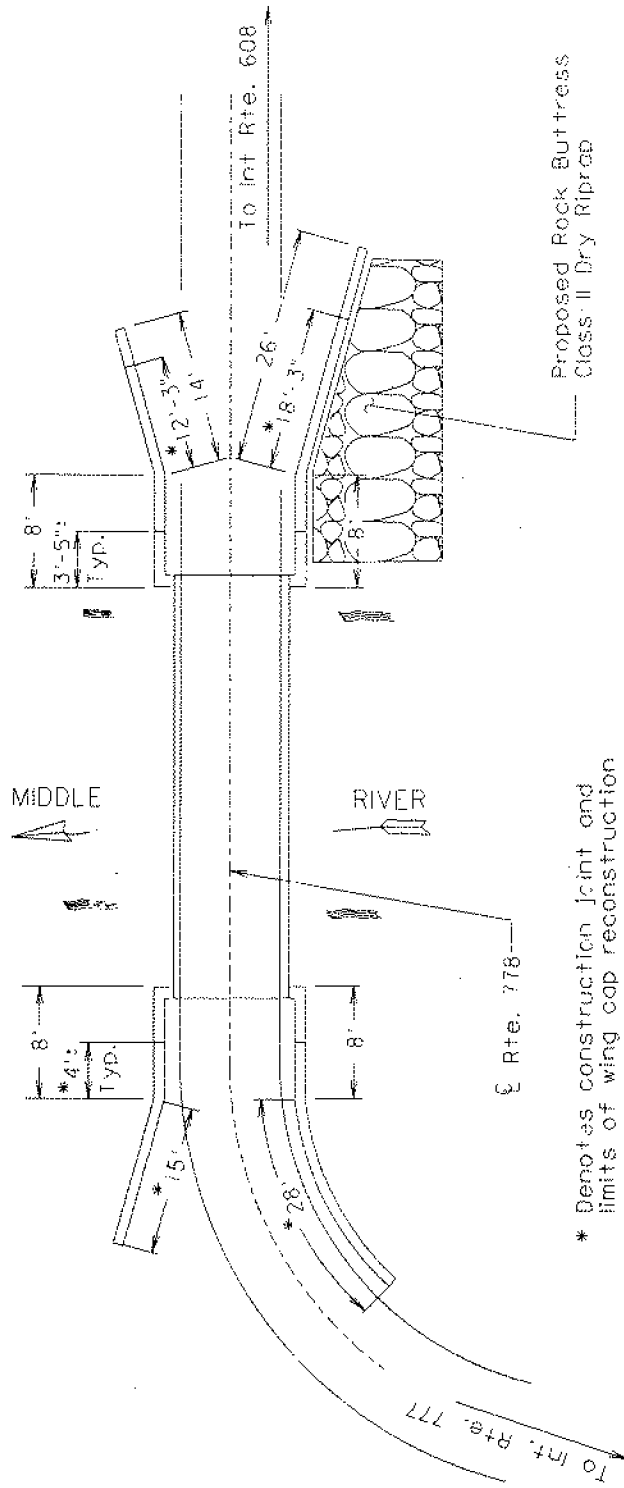 MIDDLE
RIVER
8'
*4'±
Typ.
8'
3'-5"±
Typ.
*15'
*28'
8'
8'
*12'-3"
14'
26'
*18'-3"
To Int Rte. 608
To Int. Rte. 777
℄ Rte. 778
Proposed Rock Buttress
Class II Dry Riprap
* Denotes construction joint and
limits of wing cap reconstruction